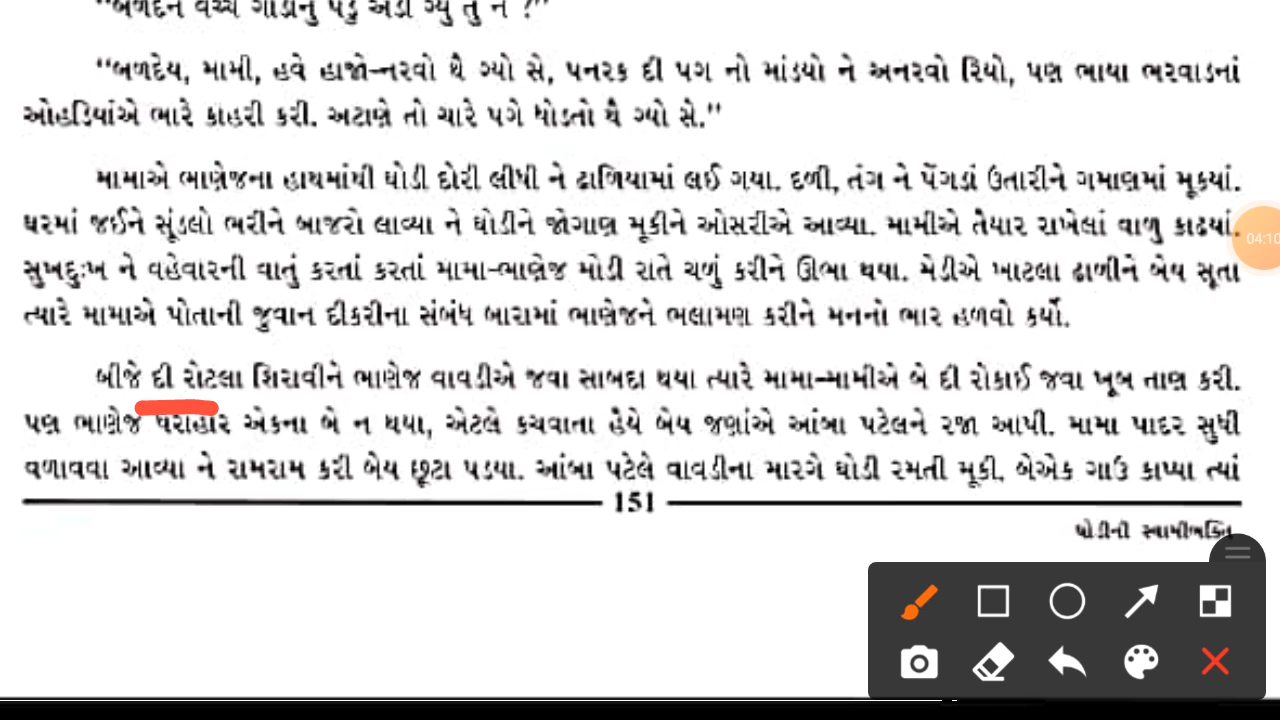 “બળદને વચ્ચે ગાડીનું પૈડું અડી ગ્યું તું ને ?”
“બળદેય, મામી, હવે હાજો-નરવો થૈ ગ્યો સે, પનરક દી પગ નો માંડયો ને અનરવો રિયો, પણ ભાયા ભરવાડનાં
ઓહડિયાંએ ભારે કાહરી કરી. અટાણે તો ચારે પગે ધોડતો થૈ ગ્યો સે.”
મામાએ ભાણેજના હાથમાંથી ઘોડી દોરી લીધી ને ઢાળિયામાં લઈ ગયા. દળી, તંગ ને પેંગડાં ઉતારીને ગમાણમાં મૂકયાં.
ઘરમાં જઈને સૂંડલો ભરીને બાજરો લાવ્યા ને ઘોડીને જોગાણ મૂકીને ઓસરીએ આવ્યા. મામીએ તૈયાર રાખેલાં વાળુ કાઢયાં.
સુખદુઃખ ને વહેવારની વાતું કરતાં કરતાં મામા-ભાણેજ મોડી રાતે ચળું કરીને ઊભા થયા. મેડીએ ખાટલા ઢાળીને બેય સૂતા
ત્યારે મામાએ પોતાની જુવાન દીકરીના સંબંધ બારામાં ભાણેજને ભલામણ કરીને મનનો ભાર હળવો કર્યો.
બીજે દી રોટલા શિરાવીને ભાણેજ વાવડીએ જવા સાબદા થયા ત્યારે મામા-મામીએ બે દી રોકાઈ જવા ખૂબ તાણ કરી.
પણ ભાણેજ ધરાહાર એકના બે ન થયા, એટલે કચવાતા હૈયે બેય જણાંએ આંબા પટેલને રજા આપી. મામા પાદર સુધી
વળાવવા આવ્યા ને રામરામ કરી બેય છૂટા પડયા. આંબા પટેલે વાવડીના મારગે ઘોડી રમતી મૂકી. બેએક ગાઉ કાપ્યા ત્યાં
151
ઘોડીની સ્વામીભક્તિ
04:10